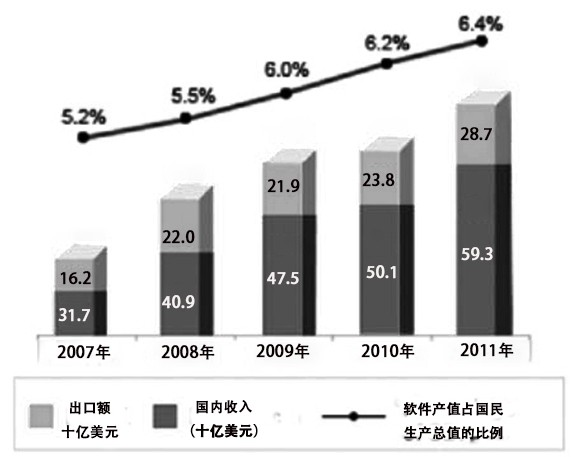 5.2%
5.5%
6.0%
6.2%
6.4%
16.2
22.0
21.9
23.8
28.7
31.7
40.9
47.5
50.1
59.3
2007年
2008年
2009年
2010年
2011年
出口额
十亿美元
国内收入
(十亿美元)
软件产值占国民
生产总值的比例